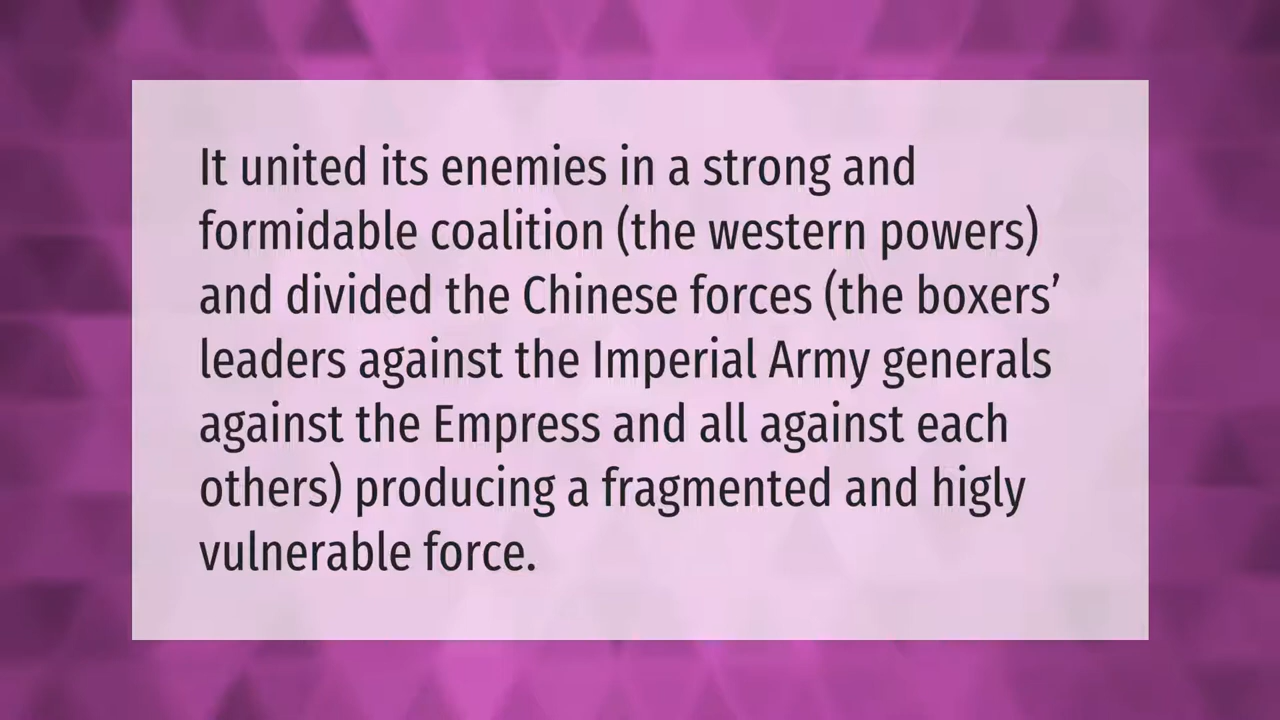 It united its enemies in a strong and
formidable coalition (the western powers)
and divided the Chinese forces (the boxers’
leaders against the Imperial Army generals
against the Empress and all against each
others) producing a fragmented and higly
vulnerable force.